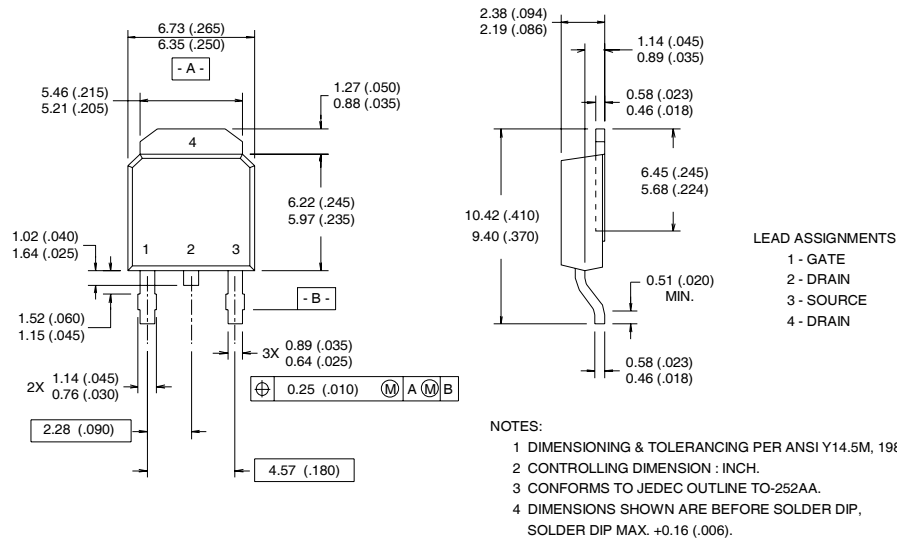 6.73 (.265)
6.35 (.250)
- A -
5.46 (.215)
5.21 (.205)
1.27 (.050)
0.88 (.035)
4
6.22 (.245)
5.97 (.235)
1.02 (.040)
1.64 (.025)
1 2 3
- B -
1.52 (.060)
1.15 (.045)
3X 0.89 (.035)
0.64 (.025)
2X 1.14 (.045)
0.76 (.030)
⌖ 0.25 (.010) Ⓜ A Ⓜ B
2.28 (.090)
4.57 (.180)
2.38 (.094)
2.19 (.086)
1.14 (.045)
0.89 (.035)
0.58 (.023)
0.46 (.018)
6.45 (.245)
5.68 (.224)
10.42 (.410)
9.40 (.370)
0.51 (.020)
MIN.
0.58 (.023)
0.46 (.018)
LEAD ASSIGNMENTS
1 - GATE
2 - DRAIN
3 - SOURCE
4 - DRAIN
NOTES:
1 DIMENSIONING & TOLERANCING PER ANSI Y14.5M, 198
2 CONTROLLING DIMENSION : INCH.
3 CONFORMS TO JEDEC OUTLINE TO-252AA.
4 DIMENSIONS SHOWN ARE BEFORE SOLDER DIP,
SOLDER DIP MAX. +0.16 (.006).